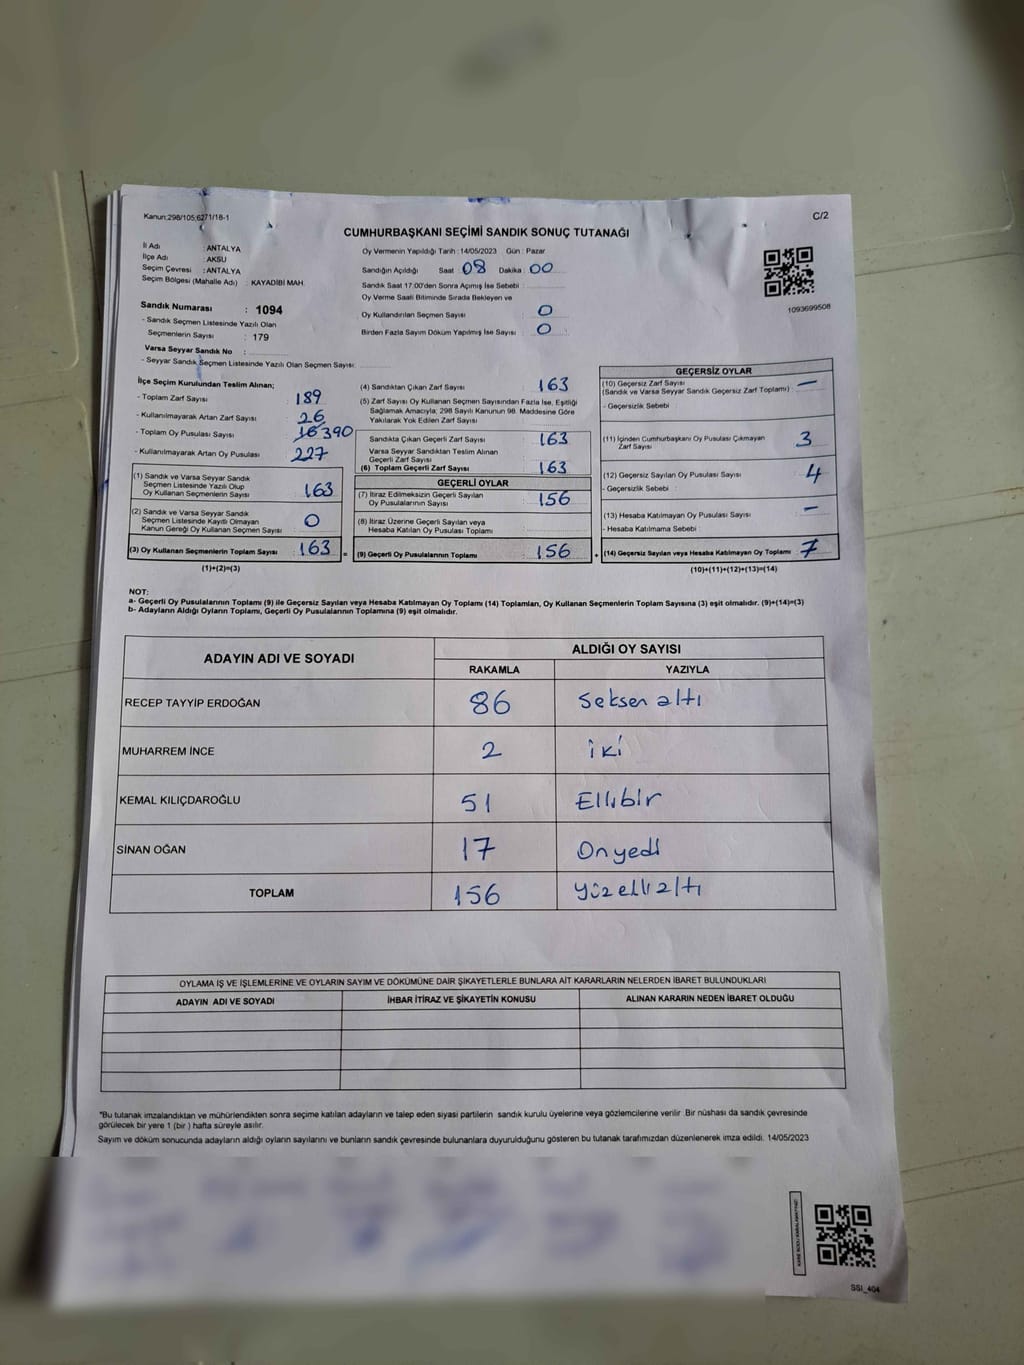 Kanun:298/105;6271/18-1
C/2
CUMHURBAŞKANI SEÇİMİ SANDIK SONUÇ TUTANAĞI
İl Adı : ANTALYA
İlçe Adı : AKSU
Seçim Çevresi : ANTALYA
Seçim Bölgesi (Mahalle Adı) : KAYADİBİ MAH.
Sandık Numarası : 1094
- Sandık Seçmen Listesinde Yazılı Olan
Seçmenlerin Sayısı : 179
Varsa Seyyar Sandık No :
- Seyyar Sandık Seçmen Listesinde Yazılı Olan Seçmen Sayısı:
Oy Vermenin Yapıldığı Tarih : 14/05/2023 Gün : Pazar
Sandığın Açıldığı Saat : 08 Dakika 00
Sandık Saat 17.00'den Sonra Açımış İse Sebebi :
Oy Verme Saati Bitiminde Sırada Bekleyen ve
Oy Kullandırılan Seçmen Sayısı : 0
Birden Fazla Sayım Döküm Yapılmış İse Sayısı : 0
1093699508
İlçe Seçim Kurulundan Teslim Alınan;
- Toplam Zarf Sayısı 189
- Kullanılmayarak Artan Zarf Sayısı : 26
- Toplam Oy Pusulası Sayısı 390
- Kullanılmayarak Artan Oy Pusulası : 227
(1) Sandık ve Varsa Seyyar Sandık
Seçmen Listesinde Yazılı Olup
Oy Kullanan Seçmenlerin Sayısı : 163
(2) Sandık ve Varsa Seyyar Sandık
Seçmen Listesinde Kayıtlı Olmayan
Kanun Gereği Oy Kullanan Seçmen Sayısı : 0
(3) Oy Kullanan Seçmenlerin Toplam Sayısı : 163 =
(1)+(2)=(3)
(4) Sandıktan Çıkan Zarf Sayısı : 163
(5) Zarf Sayısı Oy Kullanan Seçmen Sayısından Fazla İse, Eşitliği
Sağlamak Amacıyla; 298 Sayılı Kanunun 98. Maddesine Göre
Yakılarak Yok Edilen Zarf Sayısı :
Sandıkta Çıkan Geçerli Zarf Sayısı : 163
Varsa Seyyar Sandıktan Teslim Alınan
Geçerli Zarf Sayısı :
(6) Toplam Geçerli Zarf Sayısı : 163
GEÇERLİ OYLAR
(7) İtiraz Edilmeksizin Geçerli Sayılan
Oy Pusulalarının Sayısı : 156
(8) İtiraz Üzerine Geçerli Sayılan veya
Hesaba Katılan Oy Pusulası Toplamı :
(9) Geçerli Oy Pusulalarının Toplamı : 156 +
GEÇERSİZ OYLAR
(10) Geçersiz Zarf Sayısı
(Sandık ve Varsa Seyyar Sandık Geçersiz Zarf Toplamı) : —
- Geçersizlik Sebebi :
(11) İçinden Cumhurbaşkanı Oy Pusulası Çıkmayan
Zarf Sayısı : 3
(12) Geçersiz Sayılan Oy Pusulası Sayısı : 4
- Geçersizlik Sebebi :
(13) Hesaba Katılmayan Oy Pusulası Sayısı : —
- Hesaba Katılmama Sebebi :
(14) Geçersiz Sayılan veya Hesaba Katılmayan Oy Toplamı : 7
(10)+(11)+(12)+(13)=(14)
NOT:
a- Geçerli Oy Pusulalarının Toplamı (9) ile Geçersiz Sayılan veya Hesaba Katılmayan Oy Toplamı (14) Toplamları, Oy Kullanan Seçmenlerin Toplam Sayısına (3) eşit olmalıdır. (9)+(14)=(3)
b- Adayların Aldığı Oyların Toplamı, Geçerli Oy Pusulalarının Toplamına (9) eşit olmalıdır.
ADAYIN ADI VE SOYADI
ALDIĞI OY SAYISI
RAKAMLA YAZIYLA
RECEP TAYYİP ERDOĞAN 86 Seksen altı
MUHARREM İNCE 2 iki
KEMAL KILIÇDAROĞLU 51 Ellibir
SİNAN OĞAN 17 Onyedi
TOPLAM 156 yüzellialtı
OYLAMA İŞ VE İŞLEMLERİNE VE OYLARIN SAYIM VE DÖKÜMÜNE DAİR ŞİKAYETLERLE BUNLARA AİT KARARLARIN NELERDEN İBARET BULUNDUKLARI
ADAYIN ADI VE SOYADI İHBAR İTİRAZ VE ŞİKAYETİN KONUSU ALINAN KARARIN NEDEN İBARET OLDUĞU
"Bu tutanak imzalandıktan ve mühürlendikten sonra seçime katılan adayların ve talep eden siyasi partilerin sandık kurulu üyelerine veya gözlemcilerine verilir .Bir nüshası da sandık çevresinde
görülecek bir yere 1 (bir ) hafta süreyle asılır.
Sayım ve döküm sonucunda adayların aldığı oyların sayılarını ve bunların sandık çevresinde bulunanlara duyurulduğunu gösteren bu tutanak tarafımızdan düzenlenerek imza edildi. 14/05/2023
SSI_404